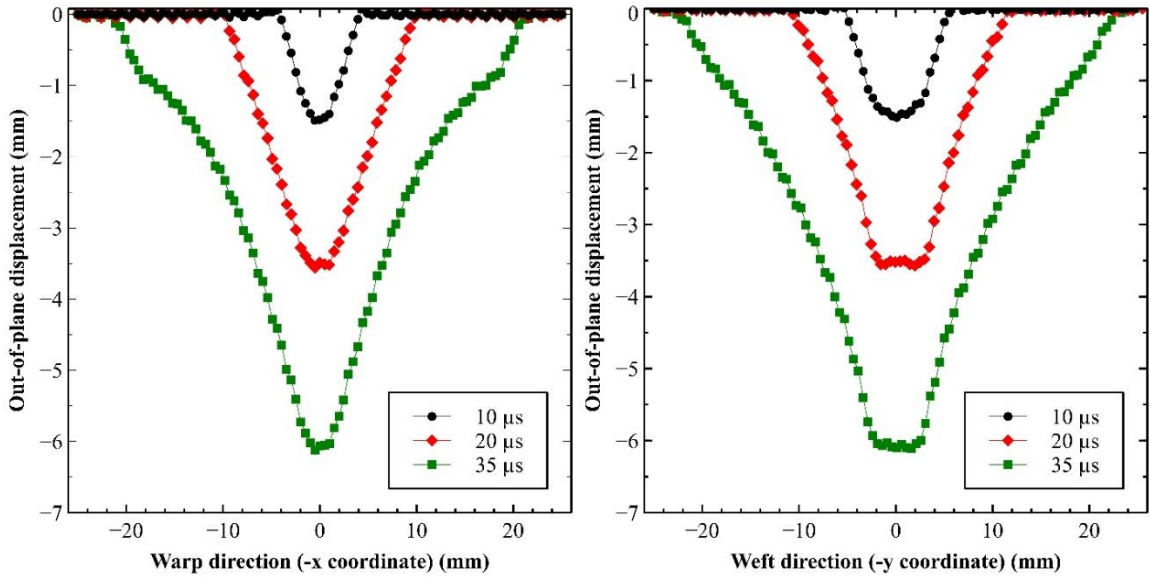 0
−1
−2
−3
−4
−5
−6
−7
Out-of-plane displacement (mm)
10 µs
20 µs
35 µs
−20 −10 0 10 20
Warp direction (-x coordinate) (mm)
0
−1
−2
−3
−4
−5
−6
−7
Out-of-plane displacement (mm)
10 µs
20 µs
35 µs
−20 −10 0 10 20
Weft direction (-y coordinate) (mm)